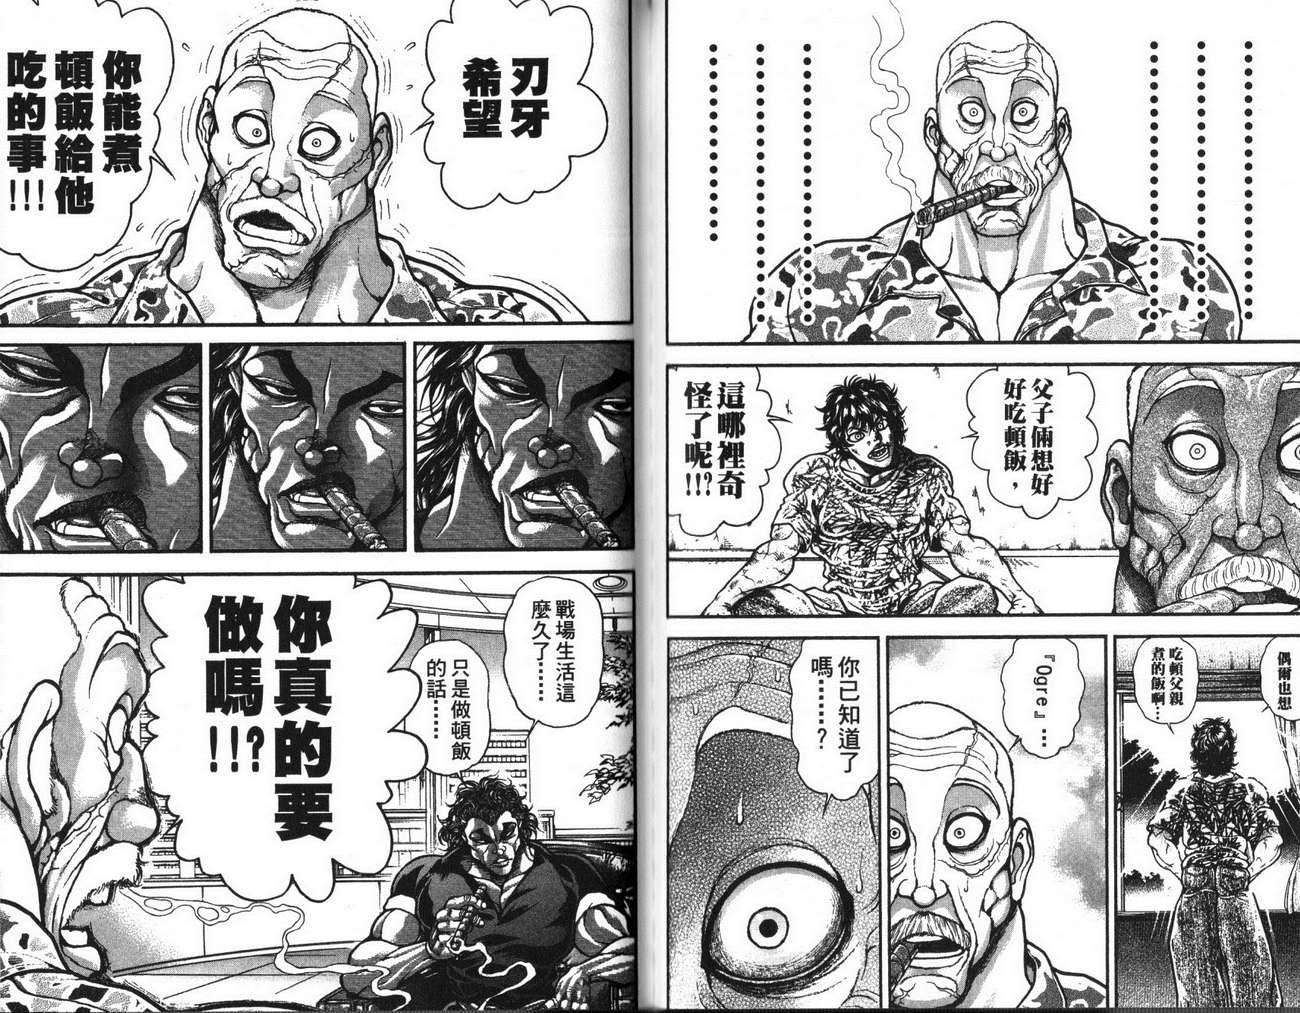 父子倆想好
好吃頓飯，
這哪裡奇
怪了呢!!?
偶爾也想
吃頓父親
煮的飯啊…
『Ogre』…
你已知道了
嗎……?
刃牙
希望
你能煮
頓飯給他
吃的事!!!
戰場生活這
麼久了……
只是做頓飯
的話……
你真的要
做嗎!!?